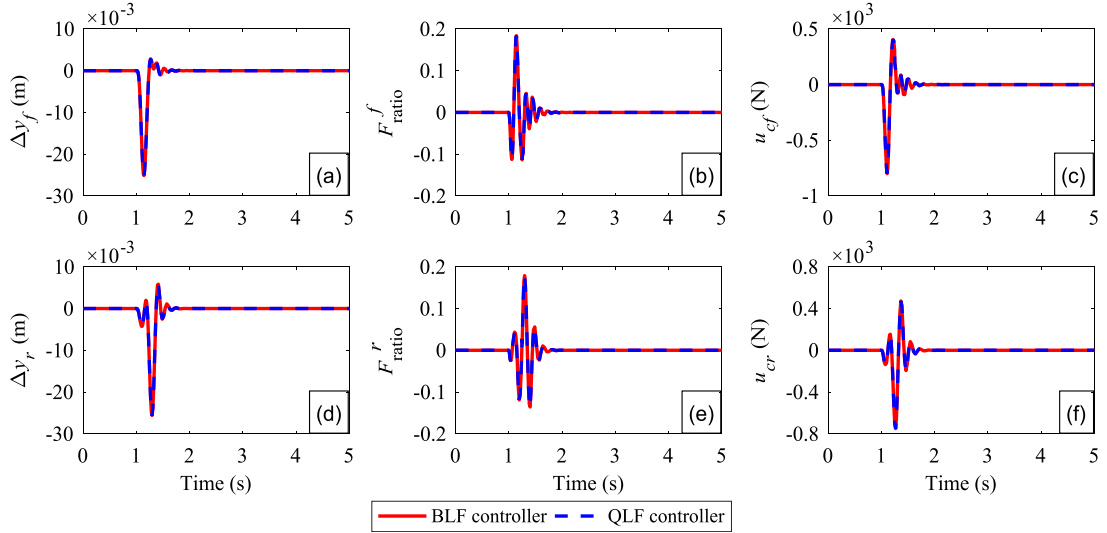 ×10⁻³
10
0
-10
-20
-30
Δy_f (m)
0 1 2 3 4 5
(a)
0.2
0.1
0
-0.1
-0.2
F^f_ratio
0 1 2 3 4 5
(b)
×10³
0.5
0
-0.5
-1
u_cf (N)
0 1 2 3 4 5
(c)
×10⁻³
10
0
-10
-20
-30
Δy_r (m)
0 1 2 3 4 5
Time (s)
(d)
0.2
0.1
0
-0.1
-0.2
F^r_ratio
0 1 2 3 4 5
Time (s)
(e)
×10³
0.8
0.4
0
-0.4
-0.8
u_cr (N)
0 1 2 3 4 5
Time (s)
(f)
BLF controller QLF controller